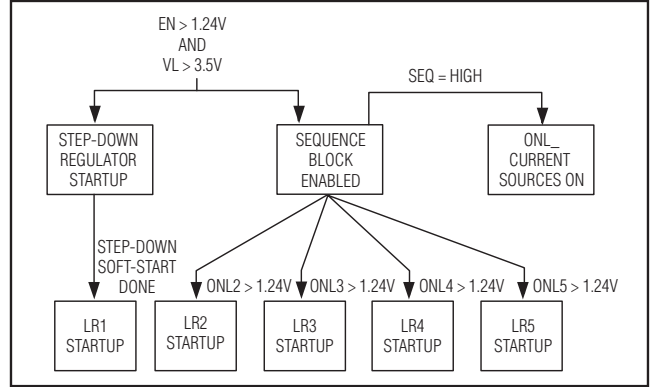 EN > 1.24V
AND
VL > 3.5V
SEQ = HIGH
STEP-DOWN
REGULATOR
STARTUP
SEQUENCE
BLOCK
ENABLED
ONL_
CURRENT
SOURCES ON
STEP-DOWN
SOFT-START
DONE
ONL2 > 1.24V
ONL3 > 1.24V
ONL4 > 1.24V
ONL5 > 1.24V
LR1
STARTUP
LR2
STARTUP
LR3
STARTUP
LR4
STARTUP
LR5
STARTUP